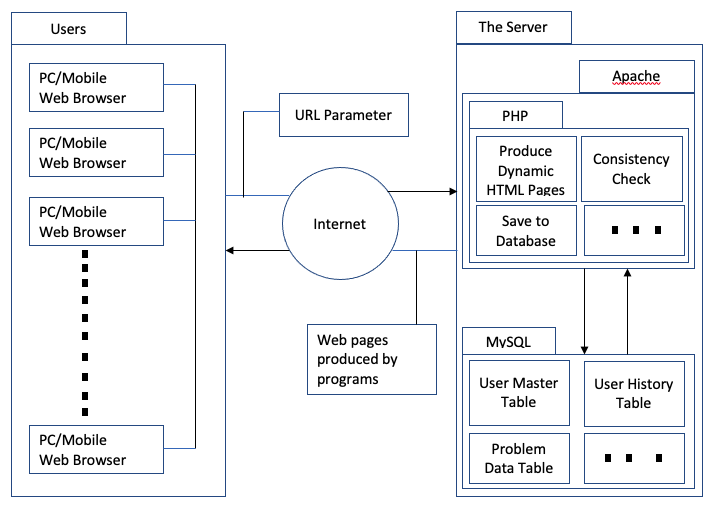 Users
PC/Mobile
Web Browser
PC/Mobile
Web Browser
PC/Mobile
Web Browser
PC/Mobile
Web Browser
URL Parameter
Internet
Web pages
produced by
programs
The Server
Apache
PHP
Produce
Dynamic
HTML Pages
Consistency
Check
Save to
Database
MySQL
User Master
Table
User History
Table
Problem
Data Table